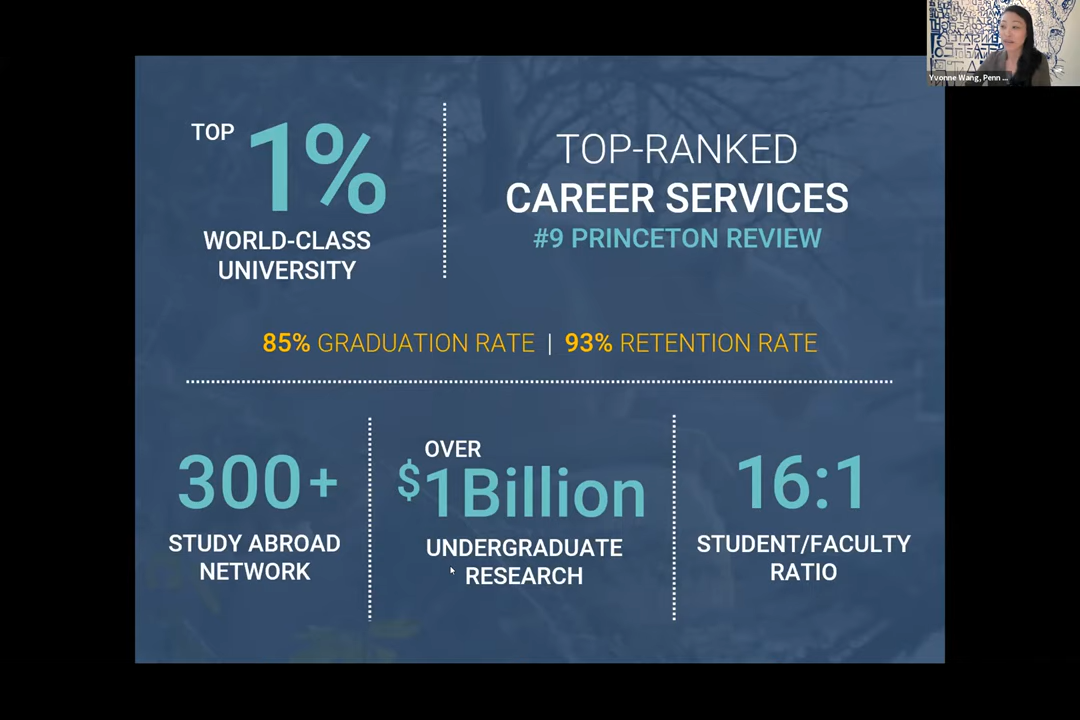 Yvonne Wang, Penn ...
TOP 1%
WORLD-CLASS
UNIVERSITY
TOP-RANKED
CAREER SERVICES
#9 PRINCETON REVIEW
85% GRADUATION RATE | 93% RETENTION RATE
300+
STUDY ABROAD
NETWORK
OVER
$1Billion
UNDERGRADUATE
RESEARCH
16:1
STUDENT/FACULTY
RATIO